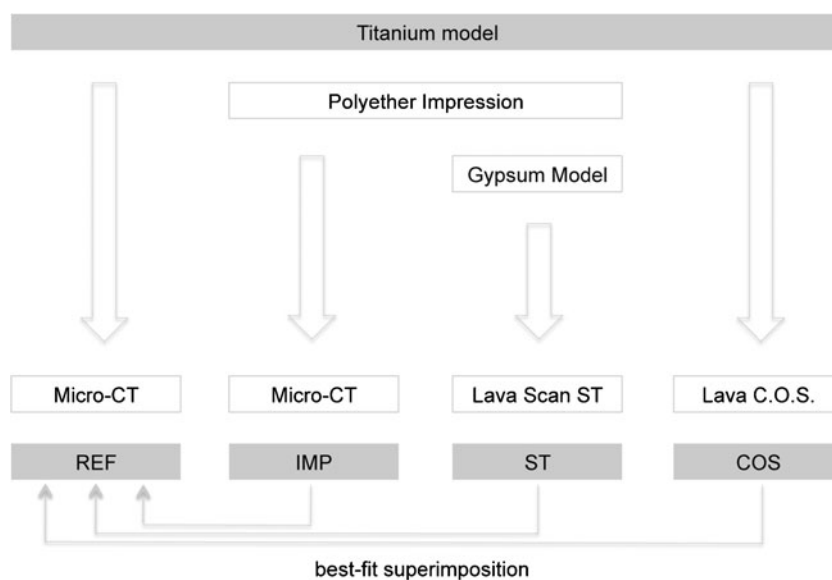 Titanium model
Polyether Impression
Gypsum Model
Micro-CT
Micro-CT
Lava Scan ST
Lava C.O.S.
REF
IMP
ST
COS
best-fit superimposition